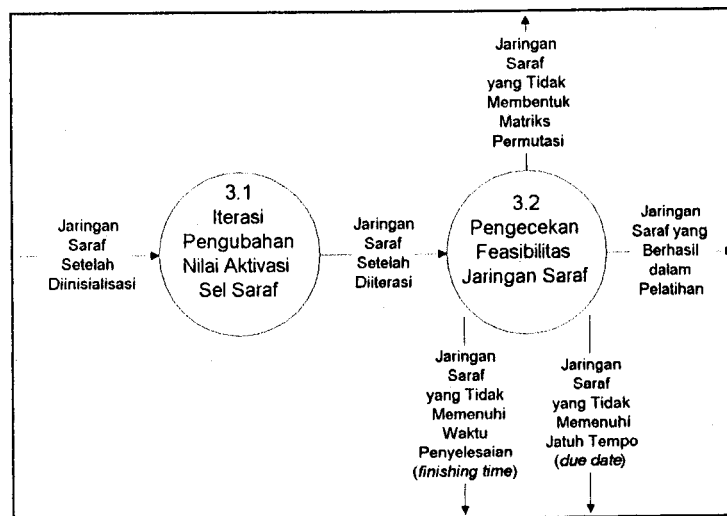 Jaringan
Saraf
Setelah
Diinisialisasi
3.1
Iterasi
Pengubahan
Nilai Aktivasi
Sel Saraf
Jaringan
Saraf
Setelah
Diiterasi
Jaringan
Saraf
yang Tidak
Membentuk
Matriks
Permutasi
3.2
Pengecekan
Feasibilitas
Jaringan Saraf
Jaringan
Saraf yang
Berhasil
dalam
Pelatihan
Jaringan
Saraf
yang Tidak
Memenuhi
Waktu
Penyelesaian
(finishing time)
Jaringan
Saraf
yang Tidak
Memenuhi
Jatuh Tempo
(due date)